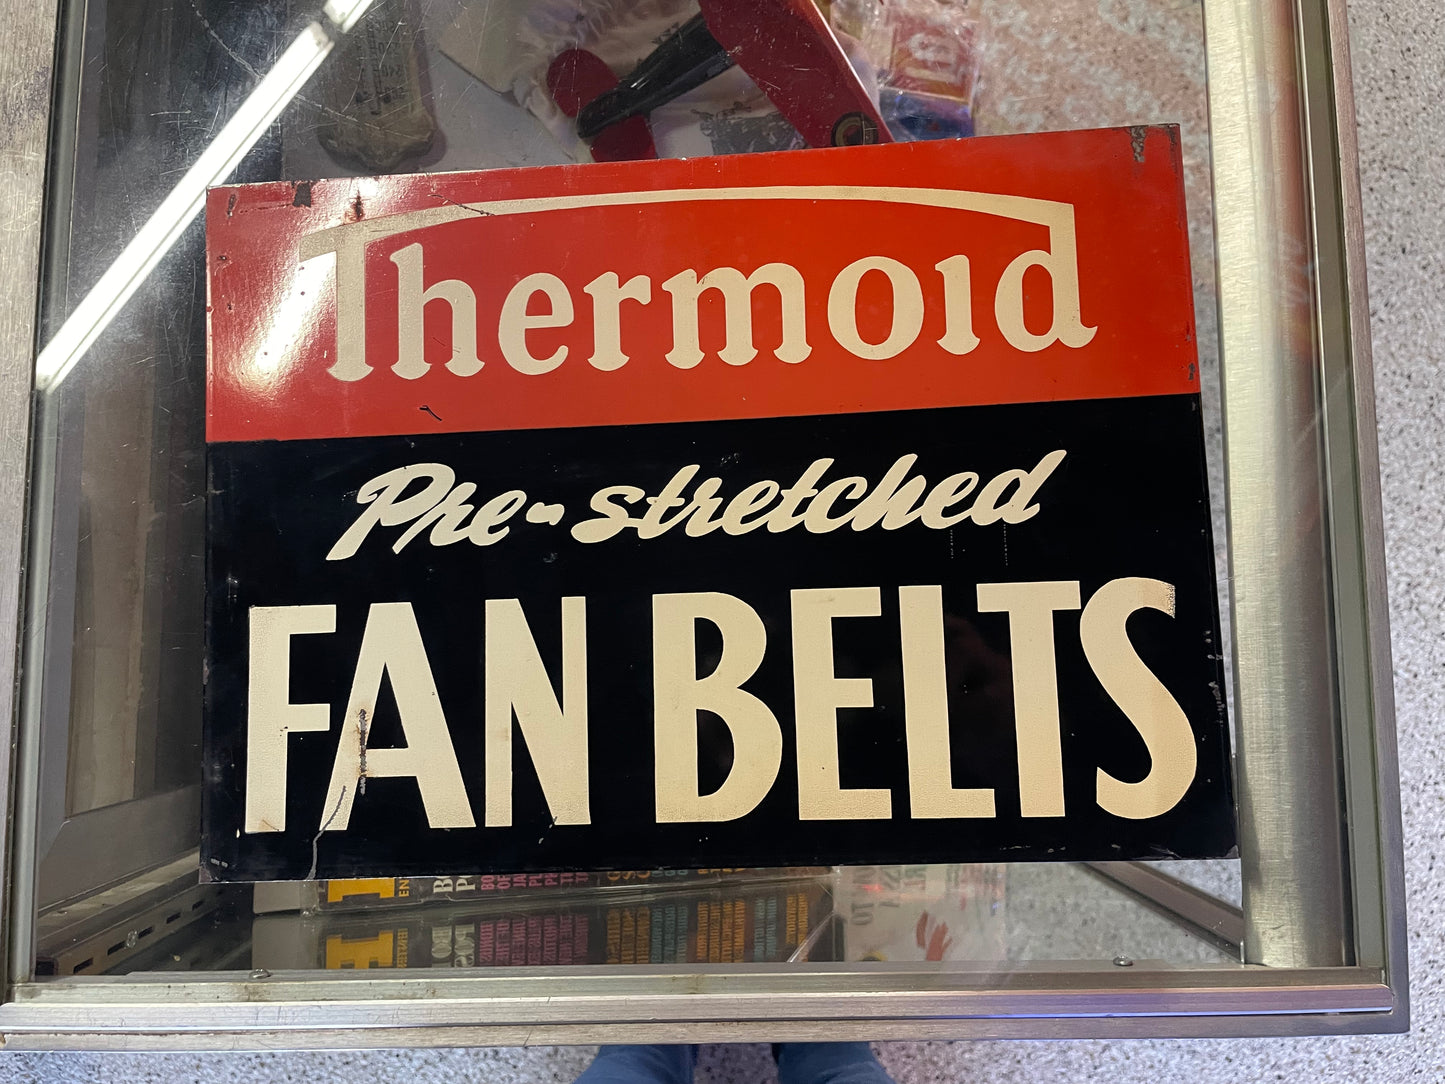 Thermoid
Pre-stretched
FAN BELTS